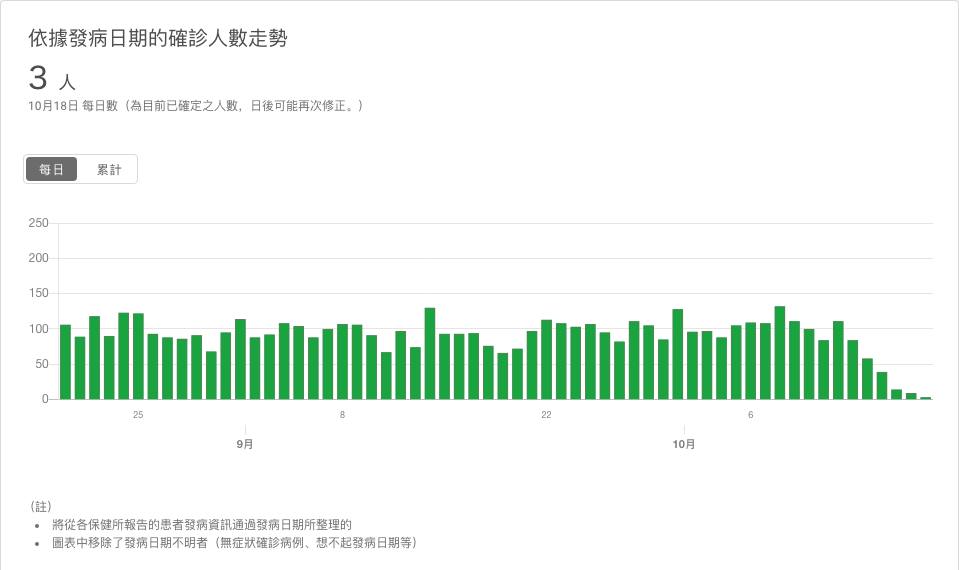 依據發病日期的確診人數走勢
3 人
10月18日 每日數（為目前已確定之人數，日後可能再次修正。）
每日 累計
250
200
150
100
50
0
25 8 22 6
9月 10月
（註）
• 將從各保健所報告的患者發病資訊通過發病日期所整理的
• 圖表中移除了發病日期不明者（無症狀確診病例、想不起發病日期等）